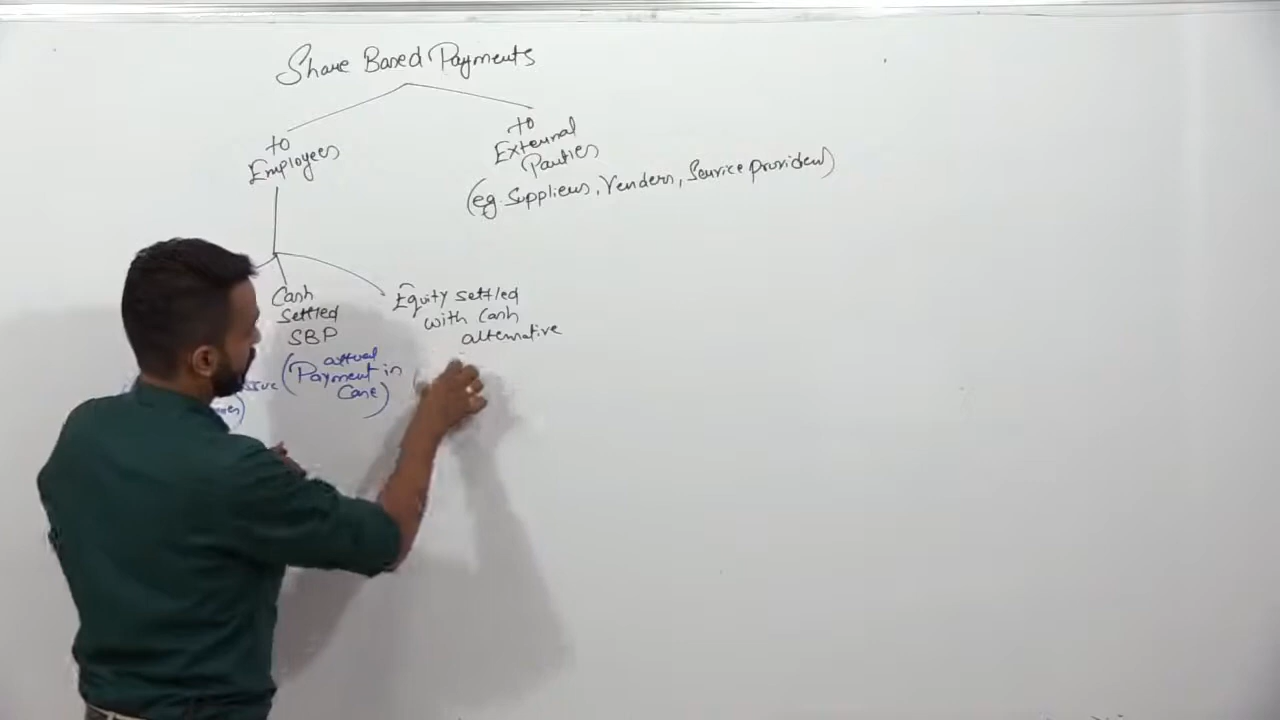 Share Based Payments
to
Employees
to
External
Parties
(eg. Suppliers, Vendors, Service providers)
Cash
Settled
SBP
(actual
Payment in
Case)
Equity settled
with Cash
alternative